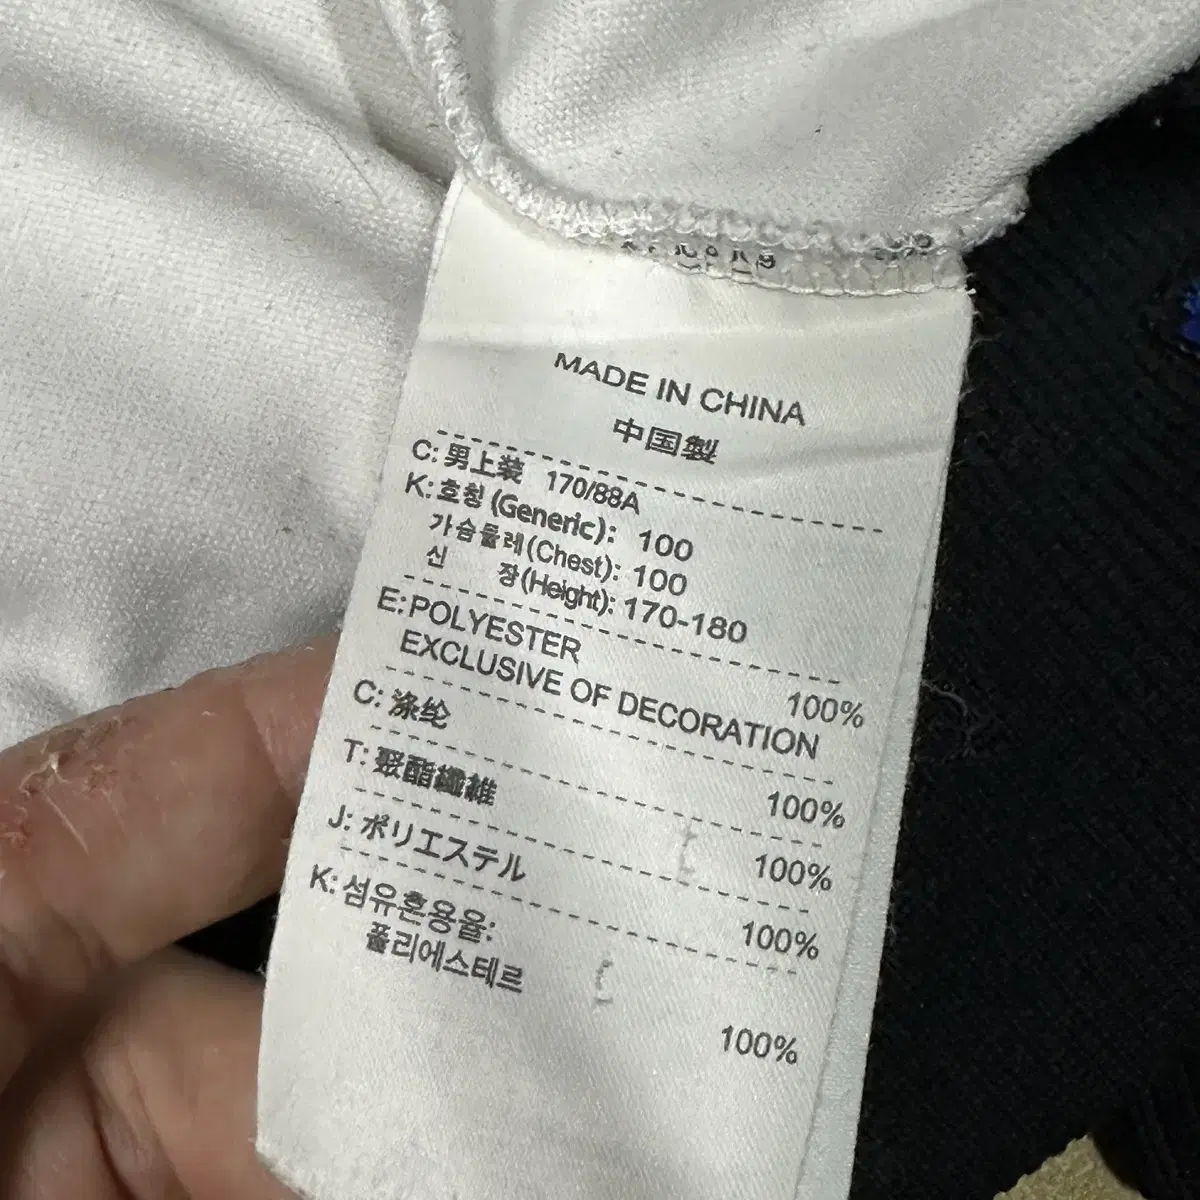 MADE IN CHINA
中国製
C: 男上装 170/88A
K: 호칭 (Generic): 100
가슴둘레(Chest): 100
신 장(Height): 170-180
E: POLYESTER 100%
EXCLUSIVE OF DECORATION
C: 涤纶 100%
T: 聚酯纖維 100%
J: ポリエステル 100%
K: 섬유혼용율:
폴리에스테르 100%